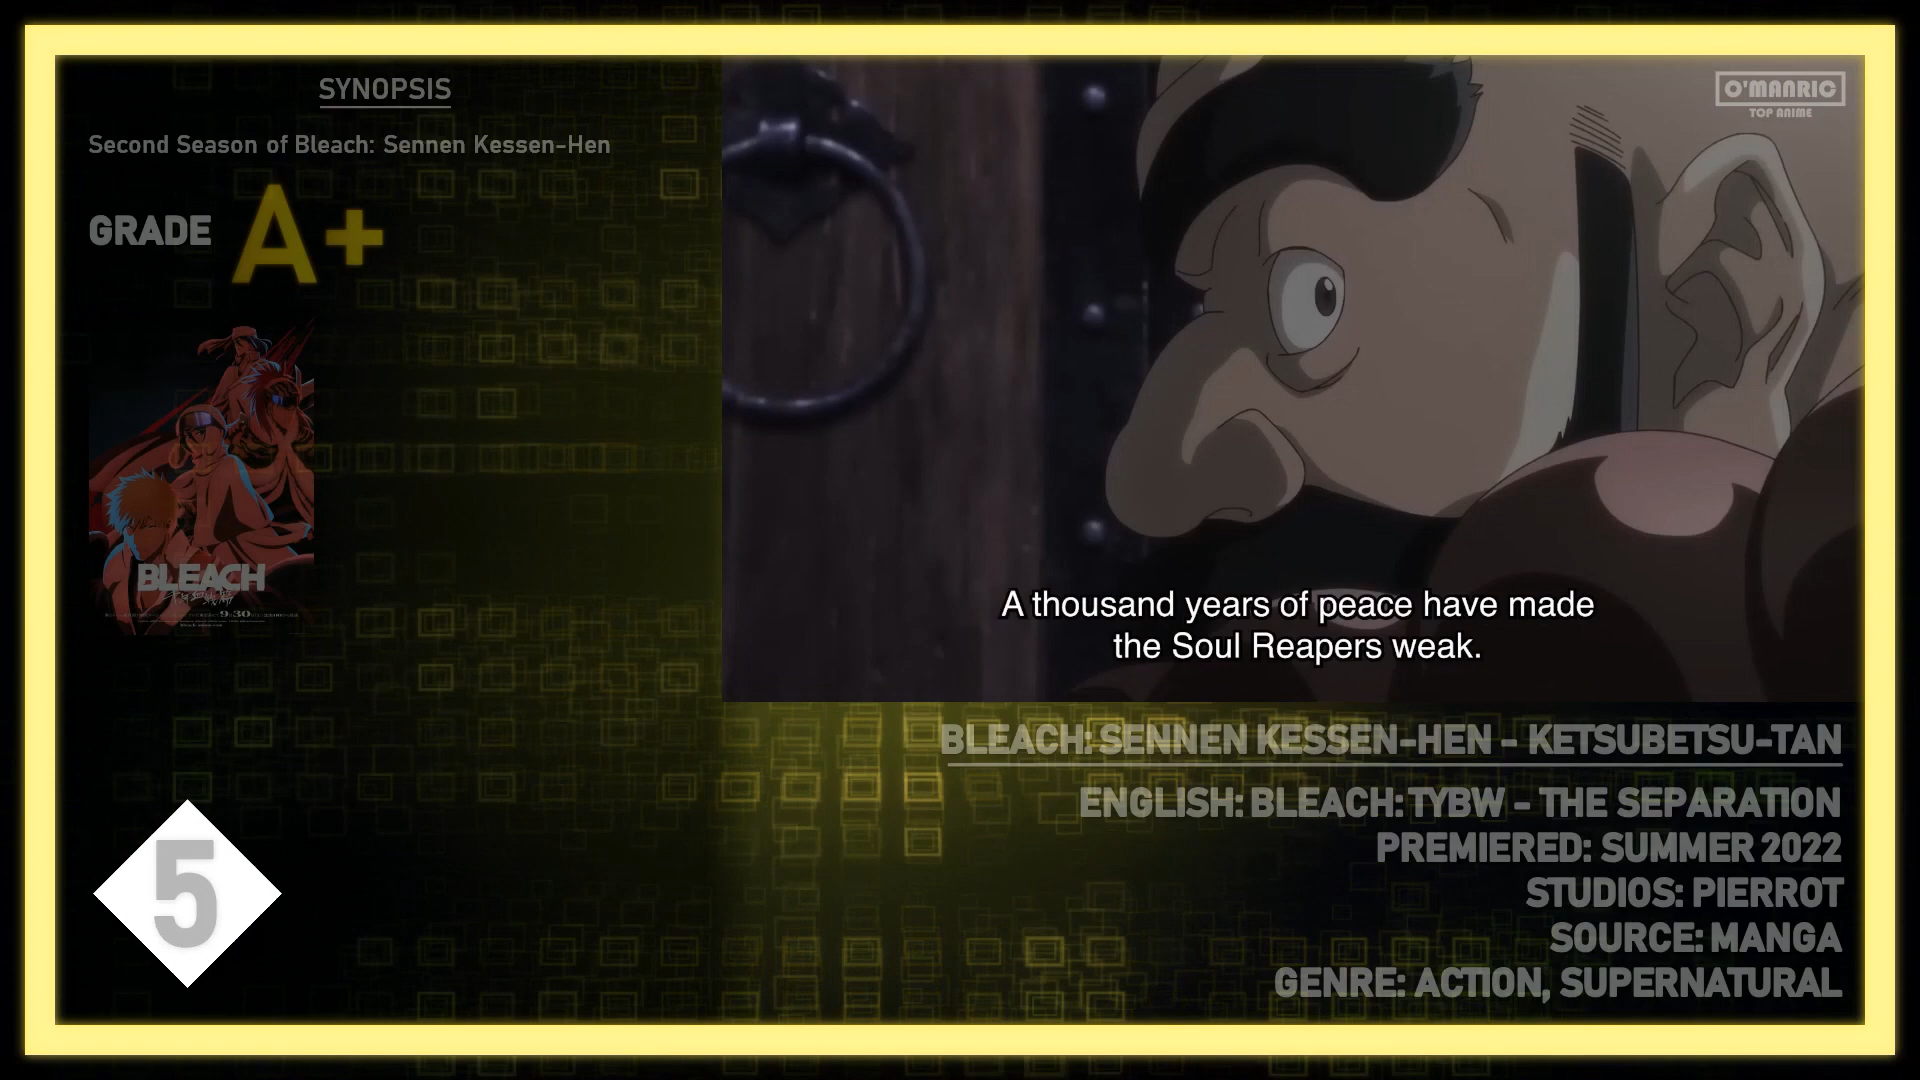 SYNOPSIS
Second Season of Bleach: Sennen Kessen-Hen
GRADE A+
O'MANRIC
TOP ANIME
BLEACH
9.30
A thousand years of peace have made
the Soul Reapers weak.
BLEACH: SENNEN KESSEN-HEN - KETSUBETSU-TAN
ENGLISH: BLEACH: TYBW - THE SEPARATION
PREMIERED: SUMMER 2022
STUDIOS: PIERROT
SOURCE: MANGA
GENRE: ACTION, SUPERNATURAL
5